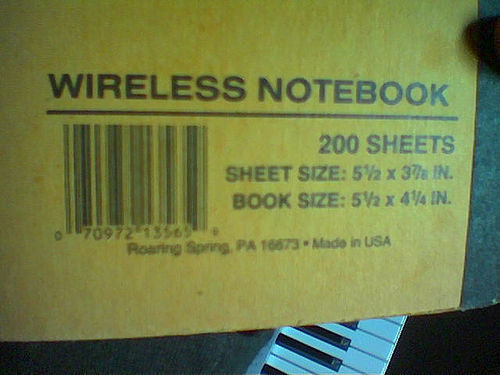 WIRELESS NOTEBOOK
200 SHEETS
SHEET SIZE: 5½ x 3⅞ IN.
BOOK SIZE: 5½ x 4¼ IN.
0 70972 13565 9
Roaring Spring, PA 16673 • Made in USA